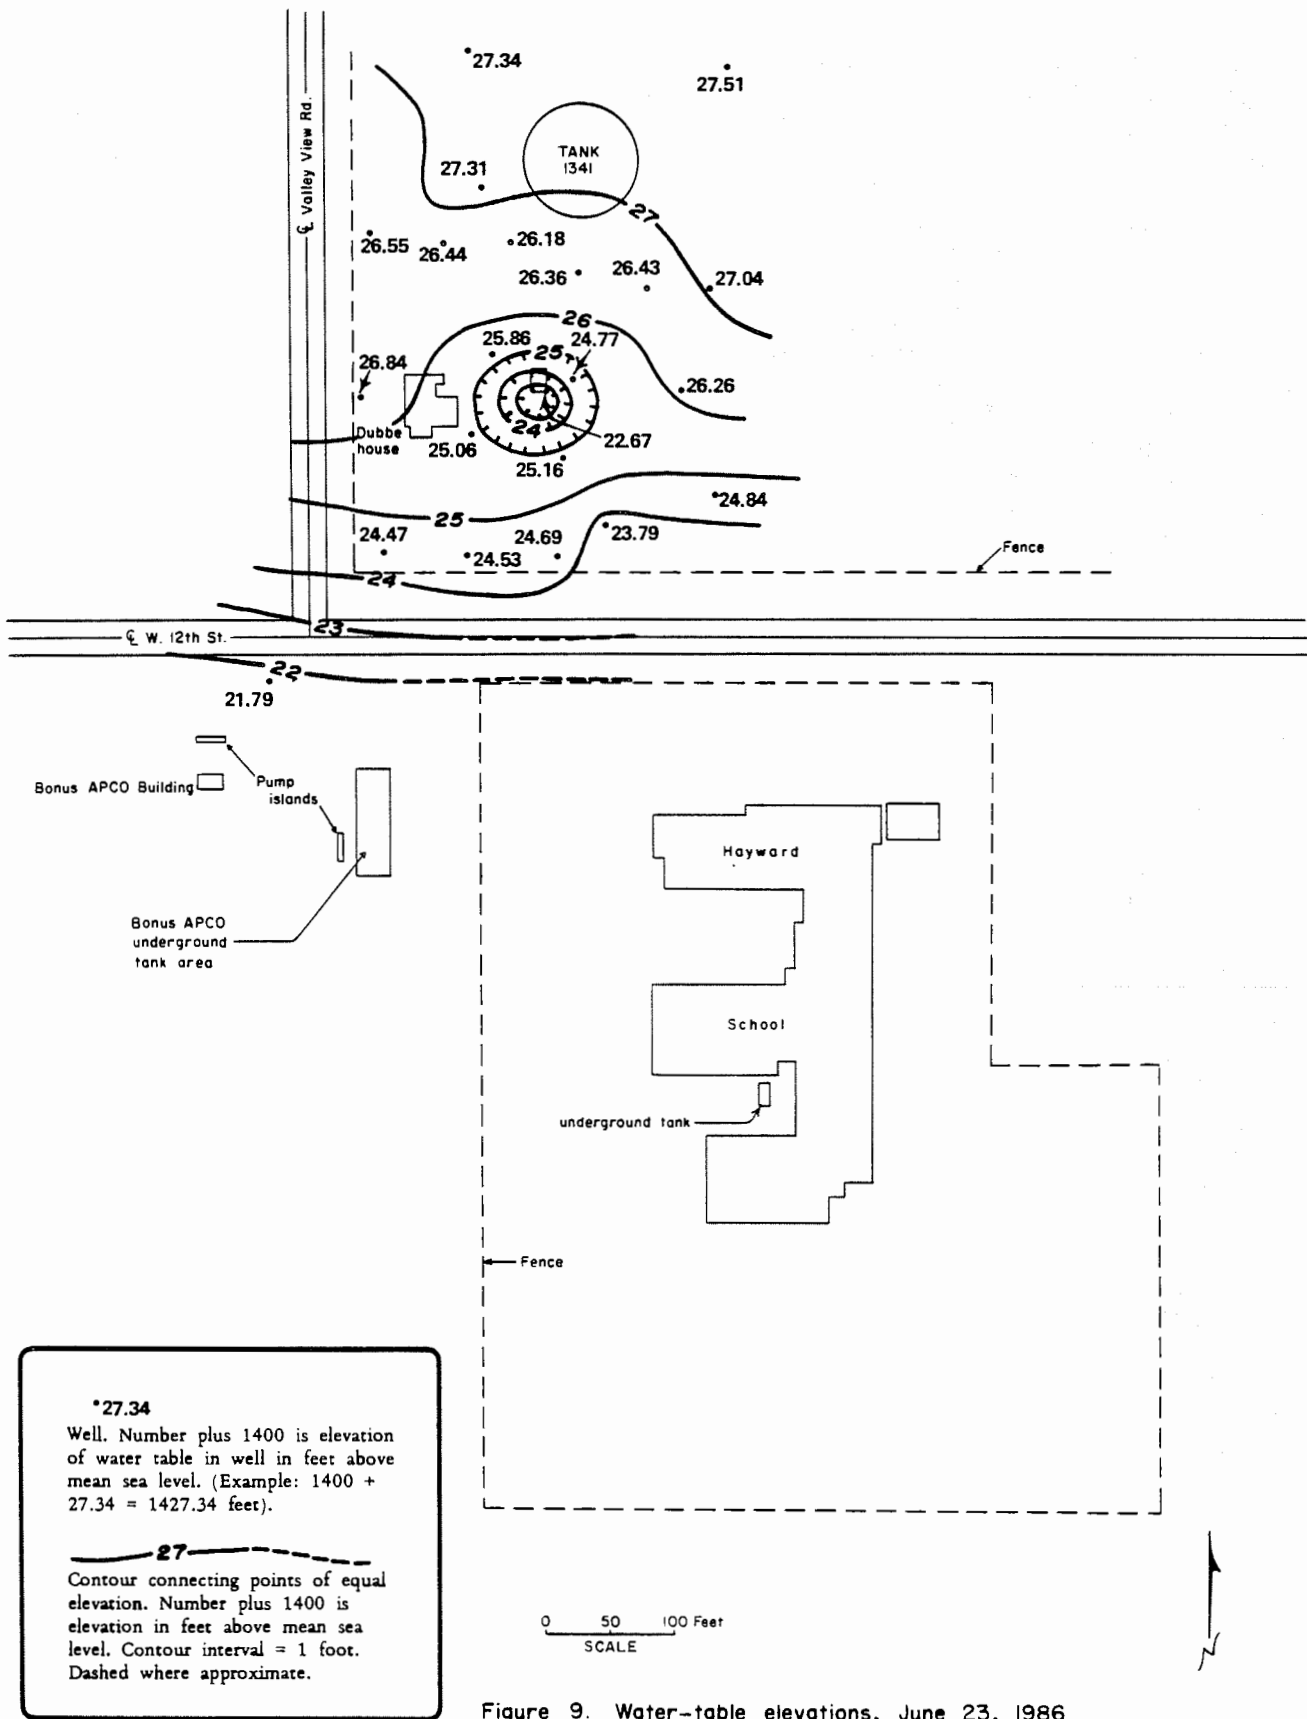 27.34
27.51
℄ Valley View Rd.
TANK
1341
27.31
27
26.55
26.44
26.18
26.36
26.43
27.04
26
25.86
25
24.77
26.84
26.26
24
22.67
Dubbe
house
25.06
25.16
24.84
25
24.47
24.53
24.69
23.79
Fence
24
23
℄ W. 12th St.
22
21.79
Pump
islands
Bonus APCO Building
Hayward
Bonus APCO
underground
tank area
School
underground tank
Fence
27.34
Well. Number plus 1400 is elevation
of water table in well in feet above
mean sea level. (Example: 1400 +
27.34 = 1427.34 feet).
27
Contour connecting points of equal
elevation. Number plus 1400 is
elevation in feet above mean sea
level. Contour interval = 1 foot.
Dashed where approximate.
0 50 100 Feet
SCALE
N
Figure 9. Water-table elevations, June 23, 1986